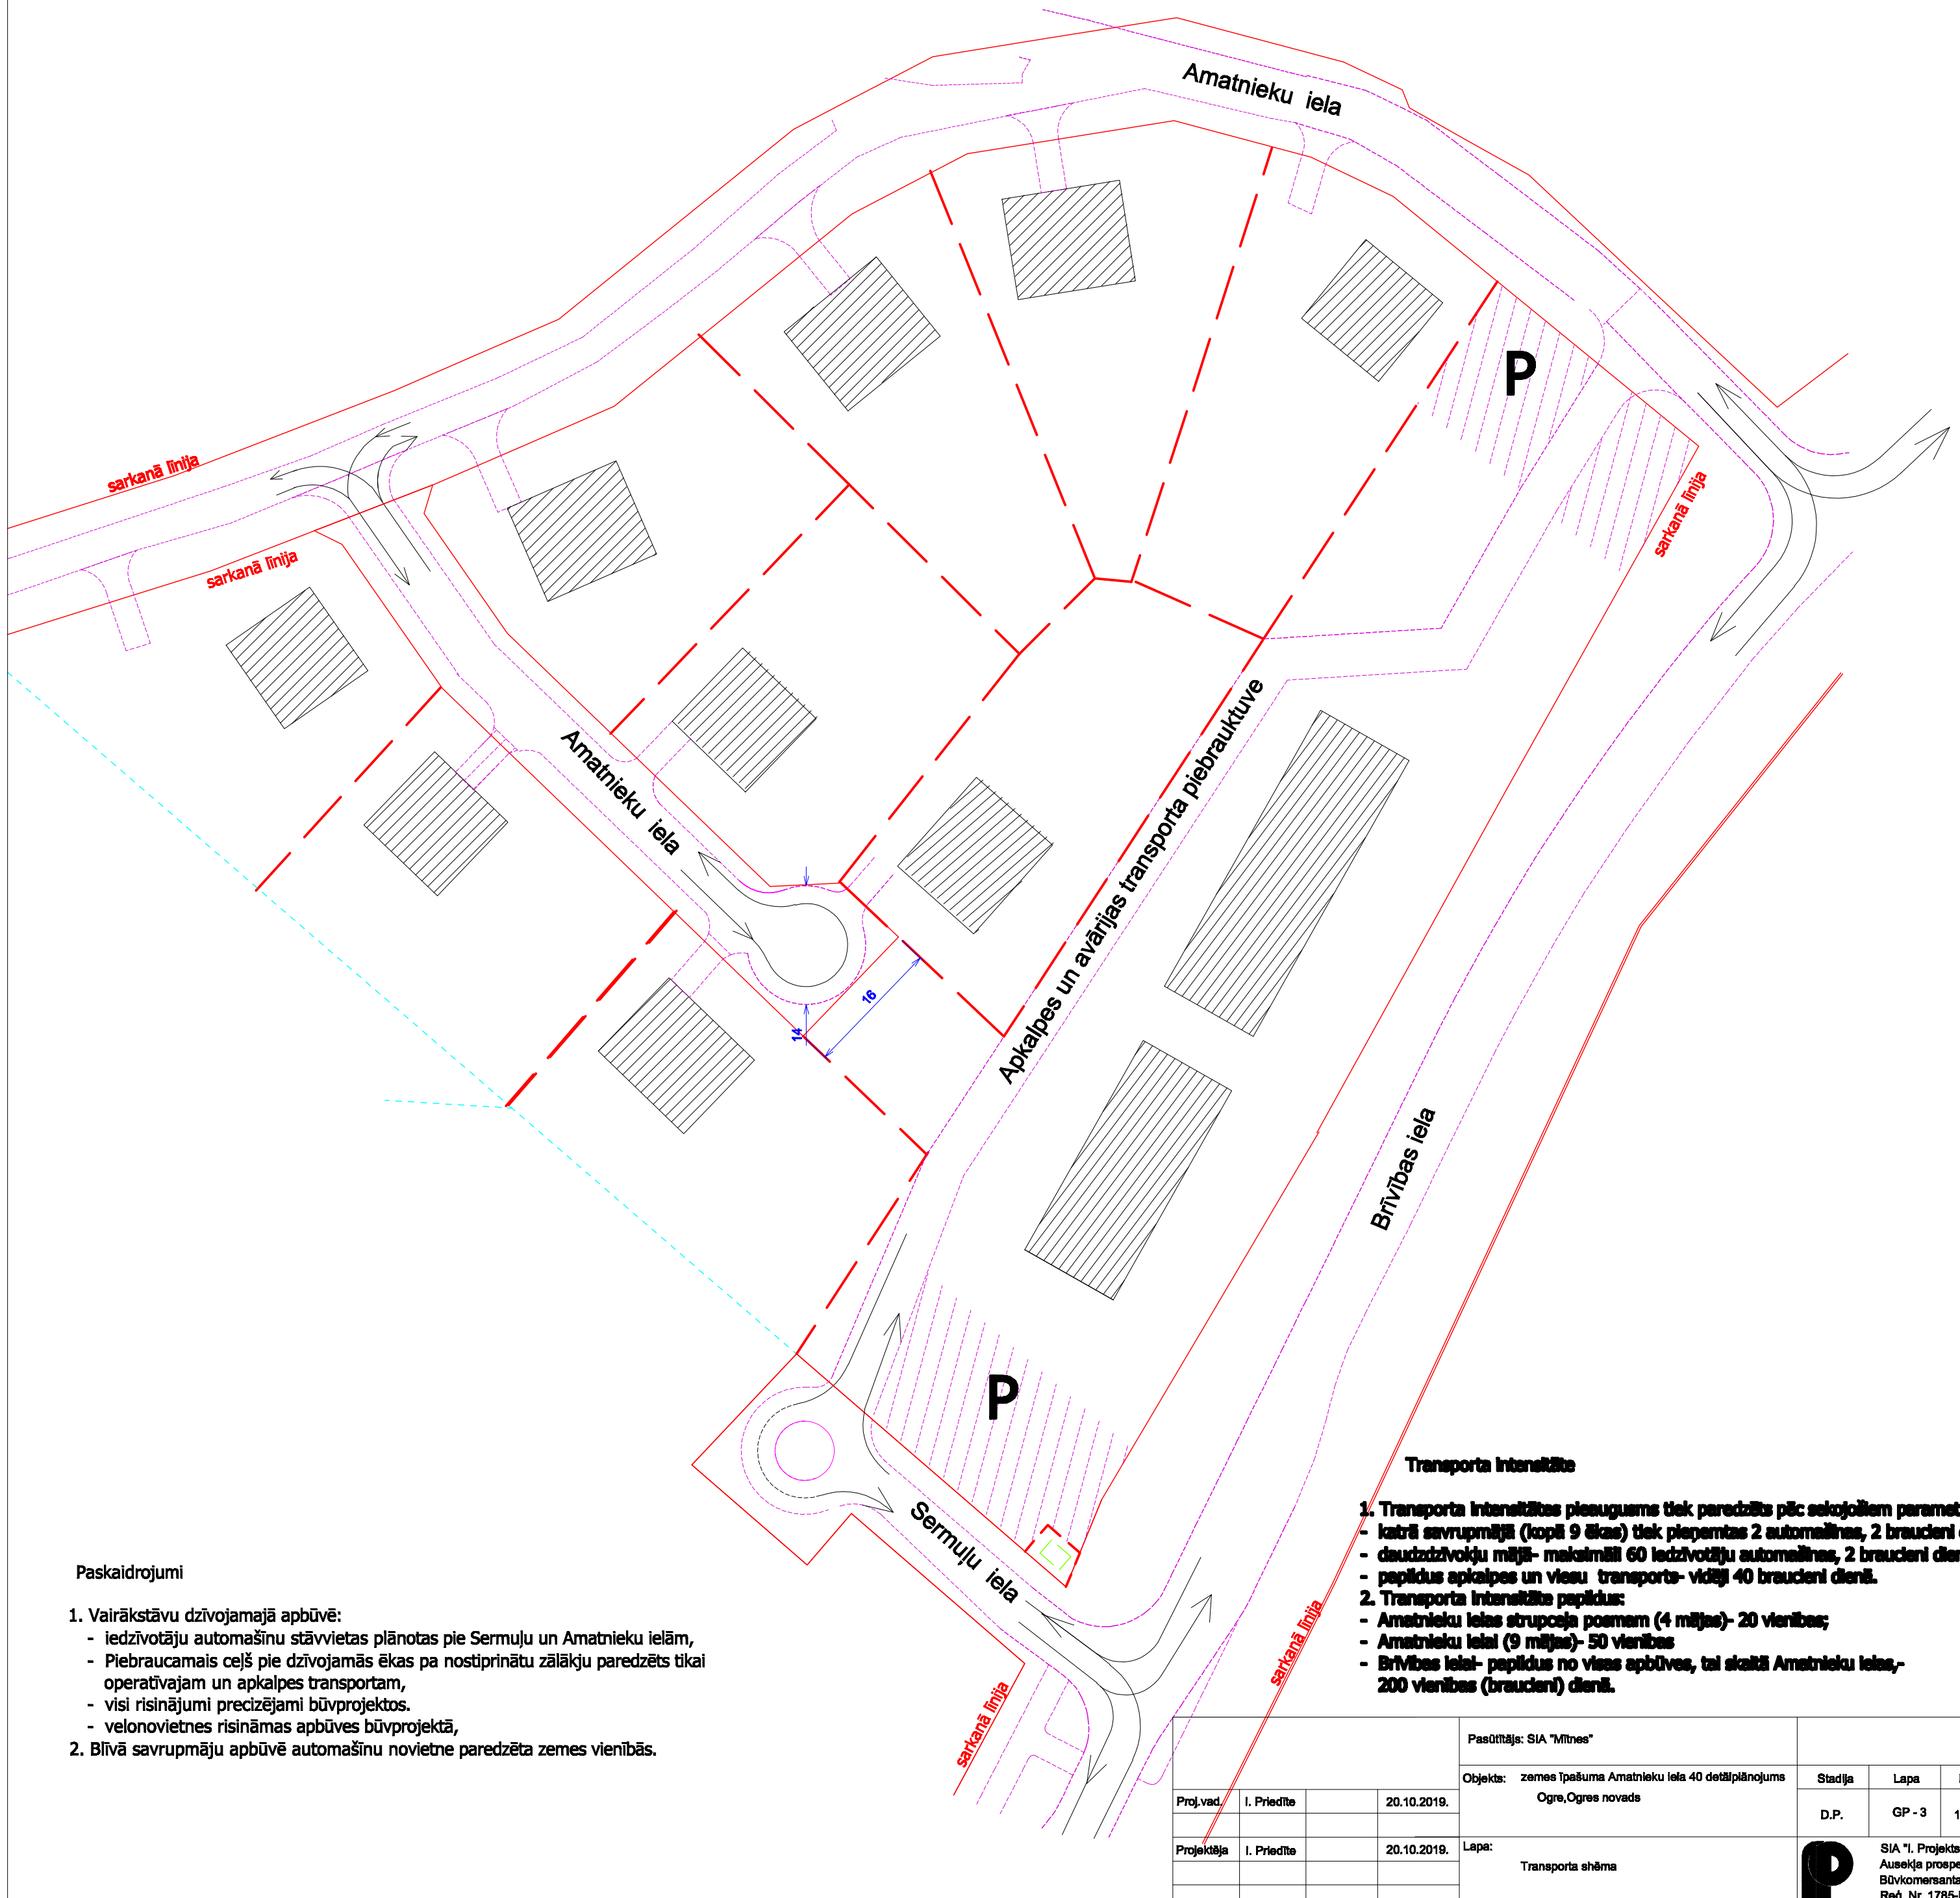 Amatnieku iela
P
sarkanā līnija
sarkanā līnija
sarkanā līnija
Amatnieku iela
Apkalpes un avārijas transporta piebrauktuve
16
14
Brīvības iela
P
Sermuļu iela
sarkanā līnija
sarkanā līnija
Transporta intensitāte
1. Transporta intensitātes pieaugusms tiek paredzēts pēc sekojošiem
- katrā savrupmājā (kopā 9 ēkas) tiek pieņemtas 2 automašīnas, 2 braucieni
- daudzdzīvokļu mājā- maksimāli 60 iedzīvotāju automašīnas, 2 braucieni
- papildus apkalpes un viesu transports- vidēji 40 braucieni dienā.
2. Transporta intensitāte papildus:
- Amatnieku ielas strupceļa posmam (4 mājas)- 20 vienības;
- Amatnieku ielai (9 mājas)- 50 vienības
- Brīvības ielai- papildus no visas apbūves, tai skaitā Amatnieku ielas,-
200 vienības (braucieni) dienā.
Paskaidrojumi
1. Vairākstāvu dzīvojamajā apbūvē:
- iedzīvotāju automašīnu stāvvietas plānotas pie Sermuļu un Amatnieku ielām,
- Piebraucamais ceļš pie dzīvojamās ēkas pa nostiprinātu zālākju paredzēts tikai
operatīvajam un apkalpes transportam,
- visi risinājumi precizējami būvprojektos.
- velonovietnes risināmas apbūves būvprojektā,
2. Blīvā savrupmāju apbūvē automašīnu novietne paredzēta zemes vienībās.
Pasūtītājs: SIA "Mītnes"
Objekts: zemes īpašuma Amatnieku iela 40 detālplānojums
Ogre,Ogres novads
Stadija Lapa
D.P. GP - 3
Proj.vad. I. Priedīte 20.10.2019.
Projektēja I. Priedīte 20.10.2019.
Lapa:
Transporta shēma
SIA "I. Projekts
Ausekļa